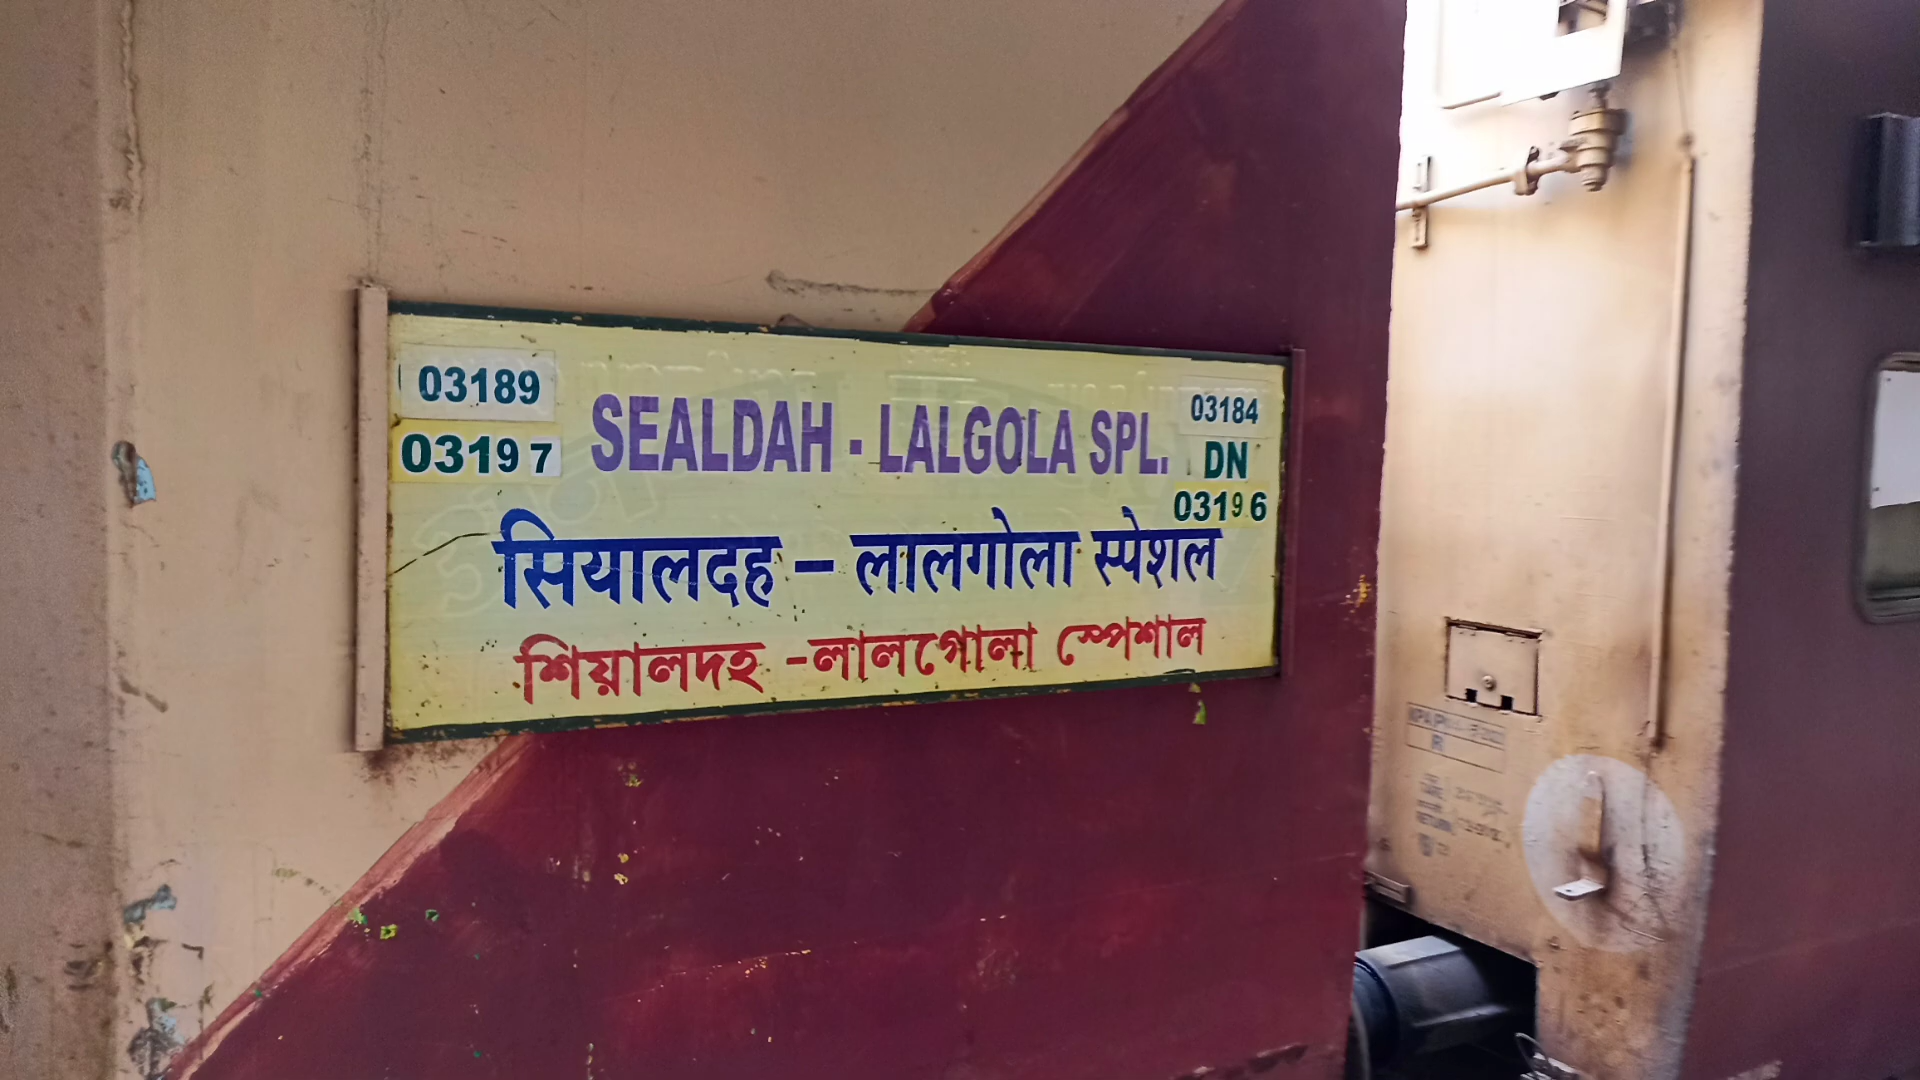 03189
03197
SEALDAH - LALGOLA SPL.
03184
DN
03196
सियालदह – लालगोला स्पेशल
শিয়ালদহ -লালগোলা স্পেশাল